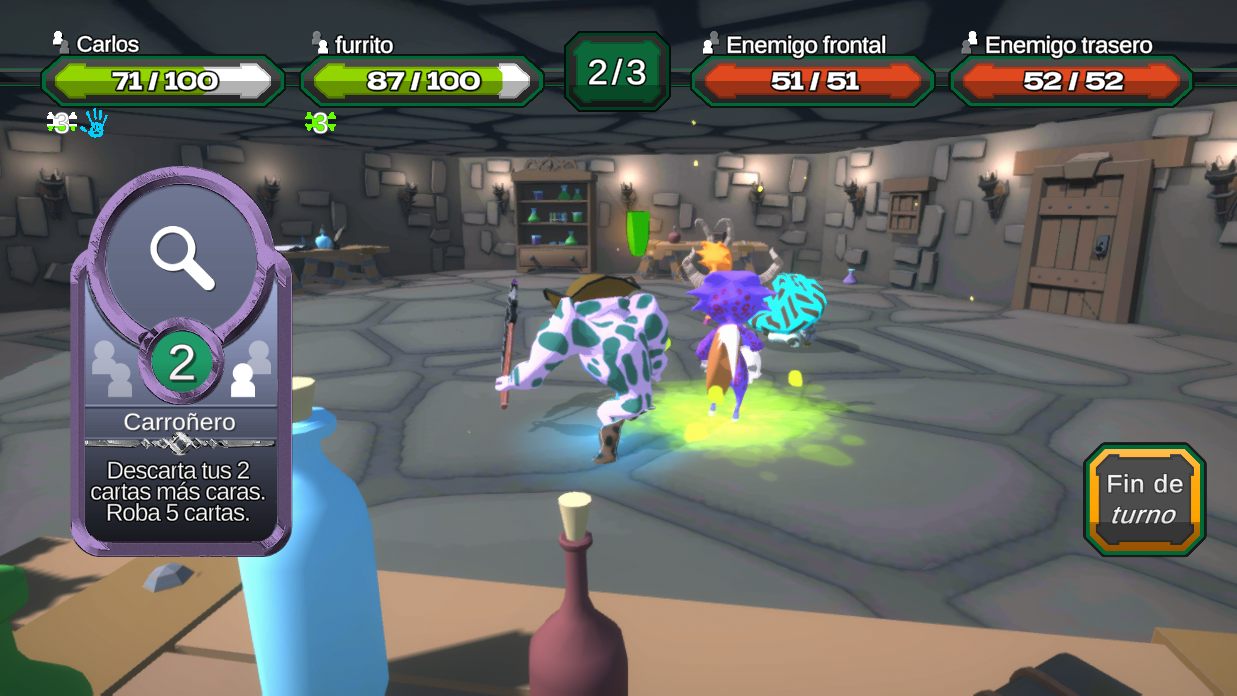 Carlos
furrito
2/3
Enemigo frontal
Enemigo trasero
71 / 100
87 / 100
51 / 51
52 / 52
3
3
2
Carroñero
Descarta tus 2
cartas más caras.
Roba 5 cartas.
Fin de
turno